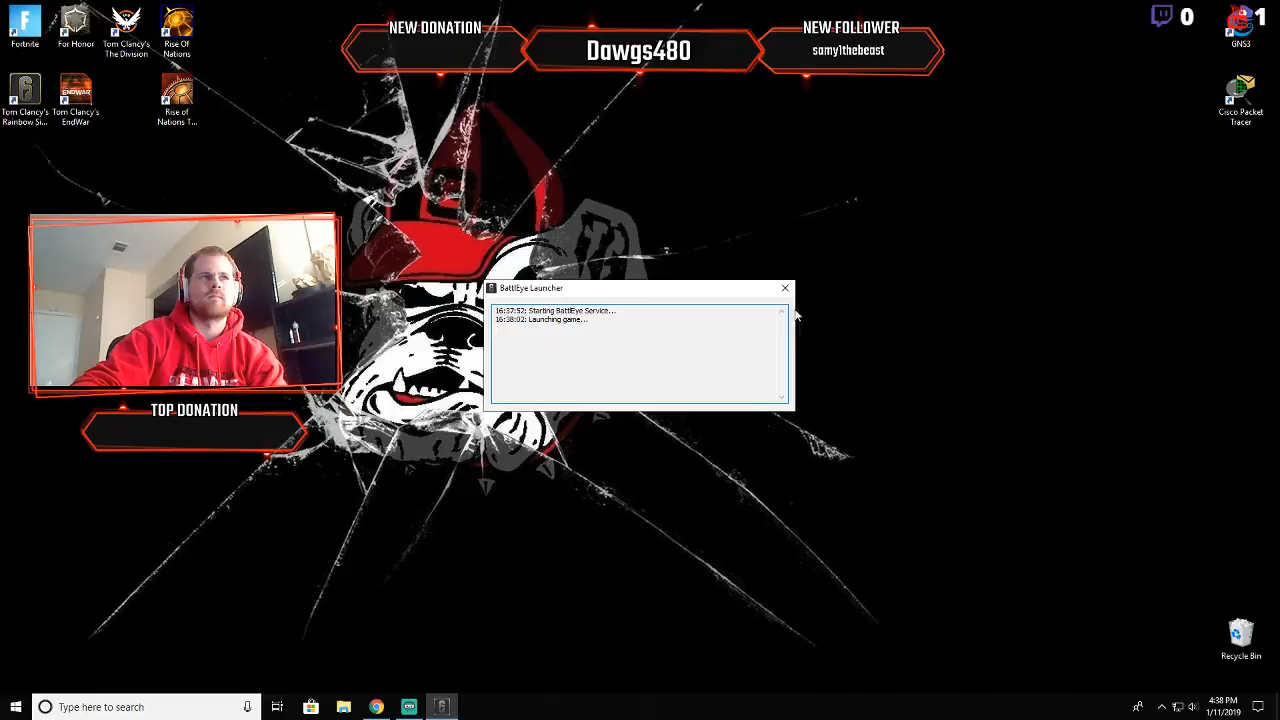 NEW DONATION
Dawgs480
NEW FOLLOWER
samy1thebeast
0
1
Fortnite
For Honor
Tom Clancy's
The Division
Rise Of
Nations
Tom Clancy's
Rainbow Si...
Tom Clancy's
EndWar
ENDWAR
Rise of
Nations T...
GNS3
Cisco Packet
Tracer
BattlEye Launcher
16:37:52: Starting BattlEye Service...
16:38:02: Launching game...
TOP DONATION
Recycle Bin
Type here to search
4:38 PM
1/11/2019